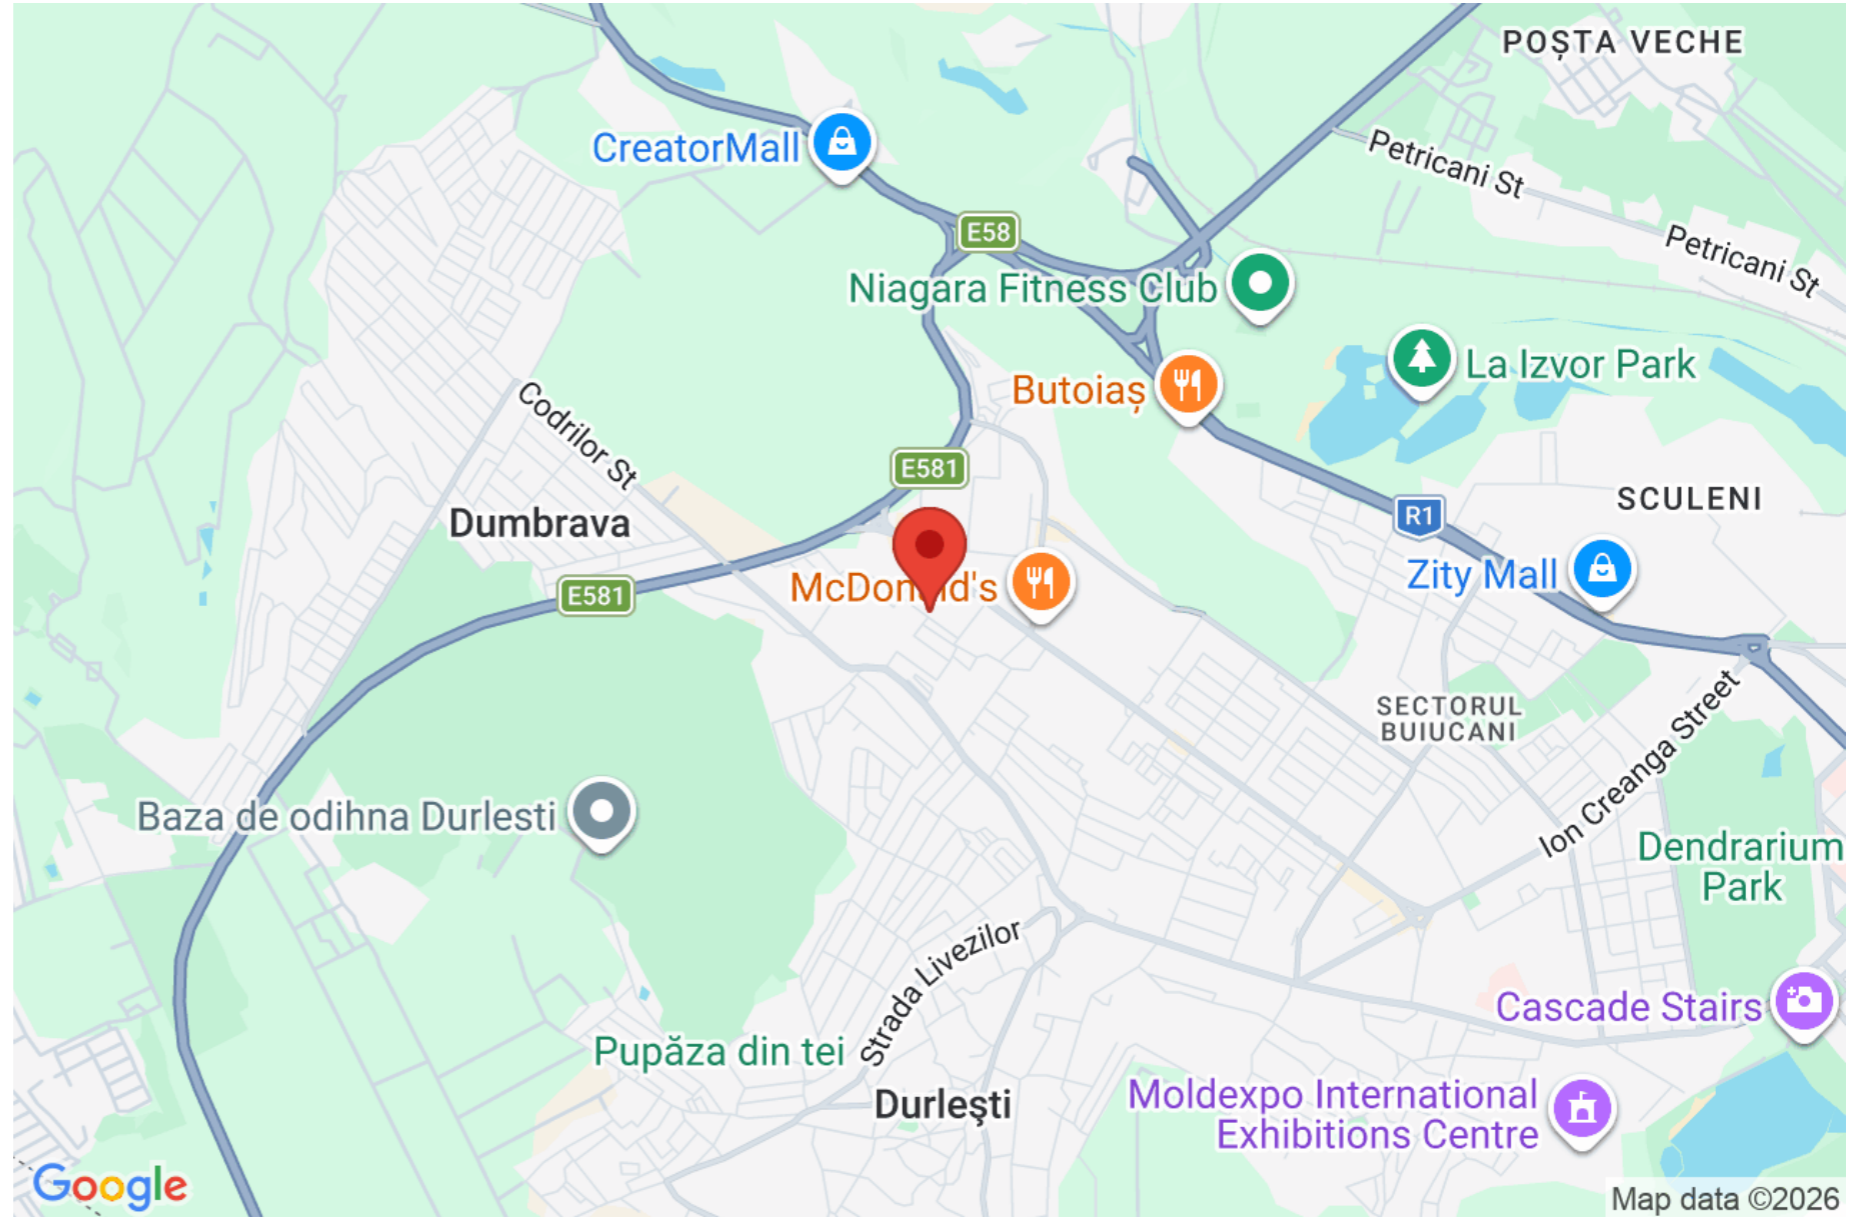 POȘTA VECHE
Petricani St
CreatorMall
E58
Petricani St
Niagara Fitness Club
La Izvor Park
Butoiaș
Codrilor St
E581
SCULENI
R1
Dumbrava
Zity Mall
McDon d's
E581
SECTORUL
BUIUCANI
Ion Creanga Street
Baza de odihna Durlesti
Dendrarium
Park
Strada Livezilor
Cascade Stairs
Pupăza din tei
Durleşti
Moldexpo International
Exhibitions Centre
Google
Map data ©2026